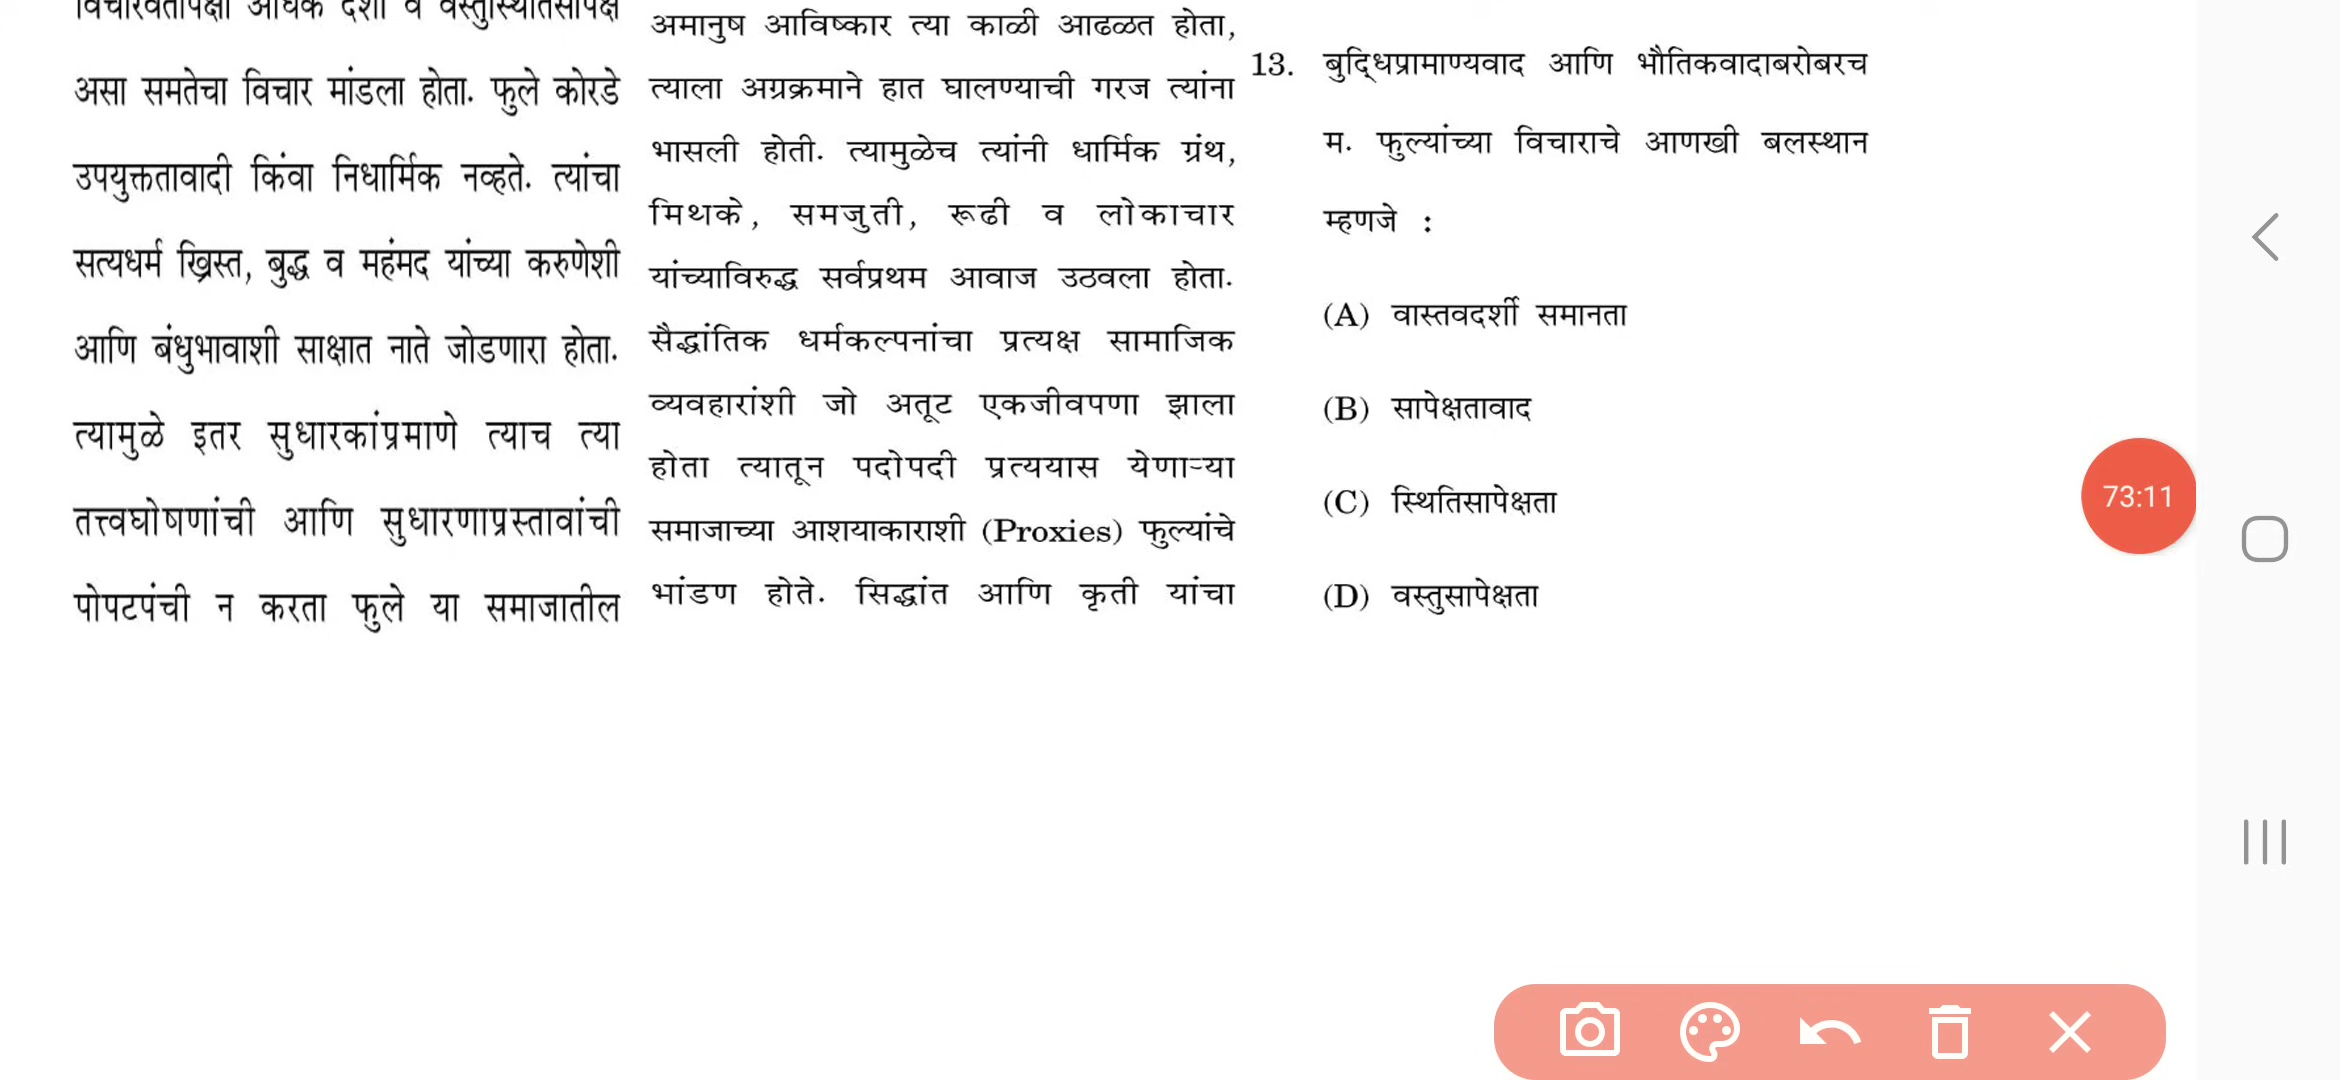 असा समतेचा विचार मांडला होता. फुले कोरडे
उपयुक्ततावादी किंवा निधार्मिक नव्हते. त्यांचा
सत्यधर्म ख्रिस्त, बुद्ध व महंमद यांच्या करुणेशी
आणि बंधुभावाशी साक्षात नाते जोडणारा होता.
त्यामुळे इतर सुधारकांप्रमाणे त्याच त्या
तत्त्वघोषणांची आणि सुधारणाप्रस्तावांची
पोपटपंची न करता फुले या समाजातील
अमानुष आविष्कार त्या काळी आढळत होता,
त्याला अग्रक्रमाने हात घालण्याची गरज त्यांना
भासली होती. त्यामुळेच त्यांनी धार्मिक ग्रंथ,
मिथके, समजुती, रूढी व लोकाचार
यांच्याविरुद्ध सर्वप्रथम आवाज उठवला होता.
सैद्धांतिक धर्मकल्पनांचा प्रत्यक्ष सामाजिक
व्यवहारांशी जो अतूट एकजीवपणा झाला
होता त्यातून पदोपदी प्रत्ययास येणाऱ्या
समाजाच्या आशयाकाराशी (Proxies) फुल्यांचे
भांडण होते. सिद्धांत आणि कृती यांचा
13. बुद्धिप्रामाण्यवाद आणि भौतिकवादाबरोबरच
म. फुल्यांच्या विचाराचे आणखी बलस्थान
म्हणजे :
(A) वास्तवदर्शी समानता
(B) सापेक्षतावाद
(C) स्थितिसापेक्षता
(D) वस्तुसापेक्षता
73:11